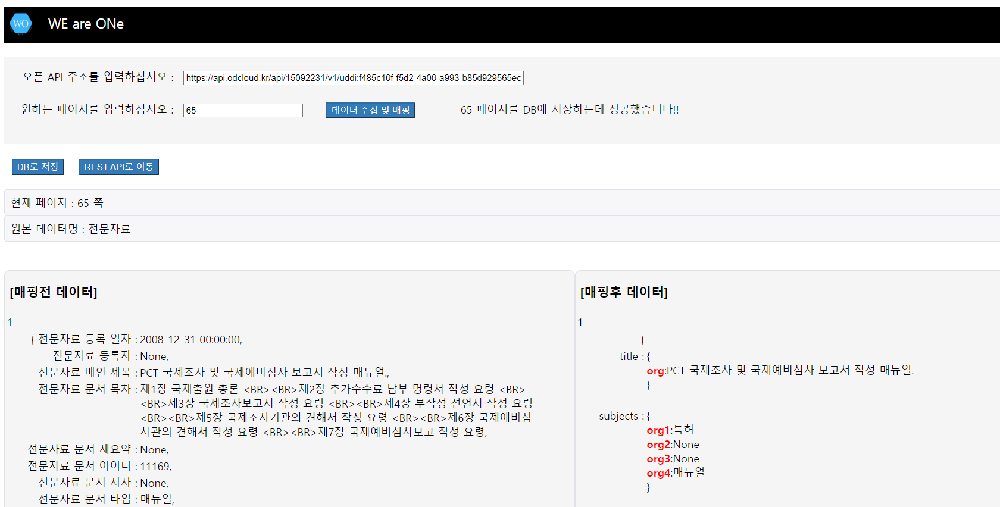 WO WE are ONe
오픈 API 주소를 입력하십시오 : https://api.odcloud.kr/api/15092231/v1/uddi:f485c10f-f5d2-4a00-a993-b85d929565ec
원하는 페이지를 입력하십시오 : 65 데이터 수집 및 매핑 65 페이지를 DB에 저장하는데 성공했습니다!!
DB로 저장 REST API로 이동
현재 페이지 : 65 쪽
원본 데이터명 : 전문자료
[매핑전 데이터]
1
{ 전문자료 등록 일자 : 2008-12-31 00:00:00,
전문자료 등록자 : None,
전문자료 메인 제목 : PCT 국제조사 및 국제예비심사 보고서 작성 매뉴얼.,
전문자료 문서 목차 : 제1장 국제출원 총론 <BR><BR>제2장 추가수수료 납부 명령서 작성 요령 <BR>
<BR>제3장 국제조사보고서 작성 요령 <BR><BR>제4장 부작성 선언서 작성 요령
<BR><BR>제5장 국제조사기관의 견해서 작성 요령 <BR><BR>제6장 국제예비심
사관의 견해서 작성 요령 <BR><BR>제7장 국제예비심사보고 작성 요령,
전문자료 문서 새요약 : None,
전문자료 문서 아이디 : 11169,
전문자료 문서 저자 : None,
전문자료 문서 타입 : 매뉴얼,
[매핑후 데이터]
1
{
title : {
org:PCT 국제조사 및 국제예비심사 보고서 작성 매뉴얼.
}
subjects : {
org1:특허
org2:None
org3:None
org4:매뉴얼
}